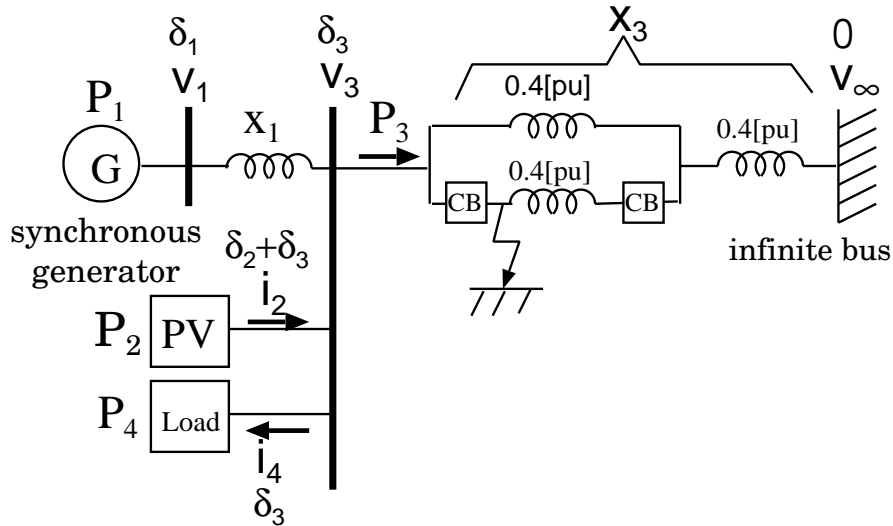 δ1
v1
δ3
v3
x3
0
v∞
P1
G
x1
P3
0.4[pu]
0.4[pu]
0.4[pu]
CB
CB
synchronous
generator
infinite bus
δ2+δ3
i2
P2
PV
P4
Load
i4
δ3